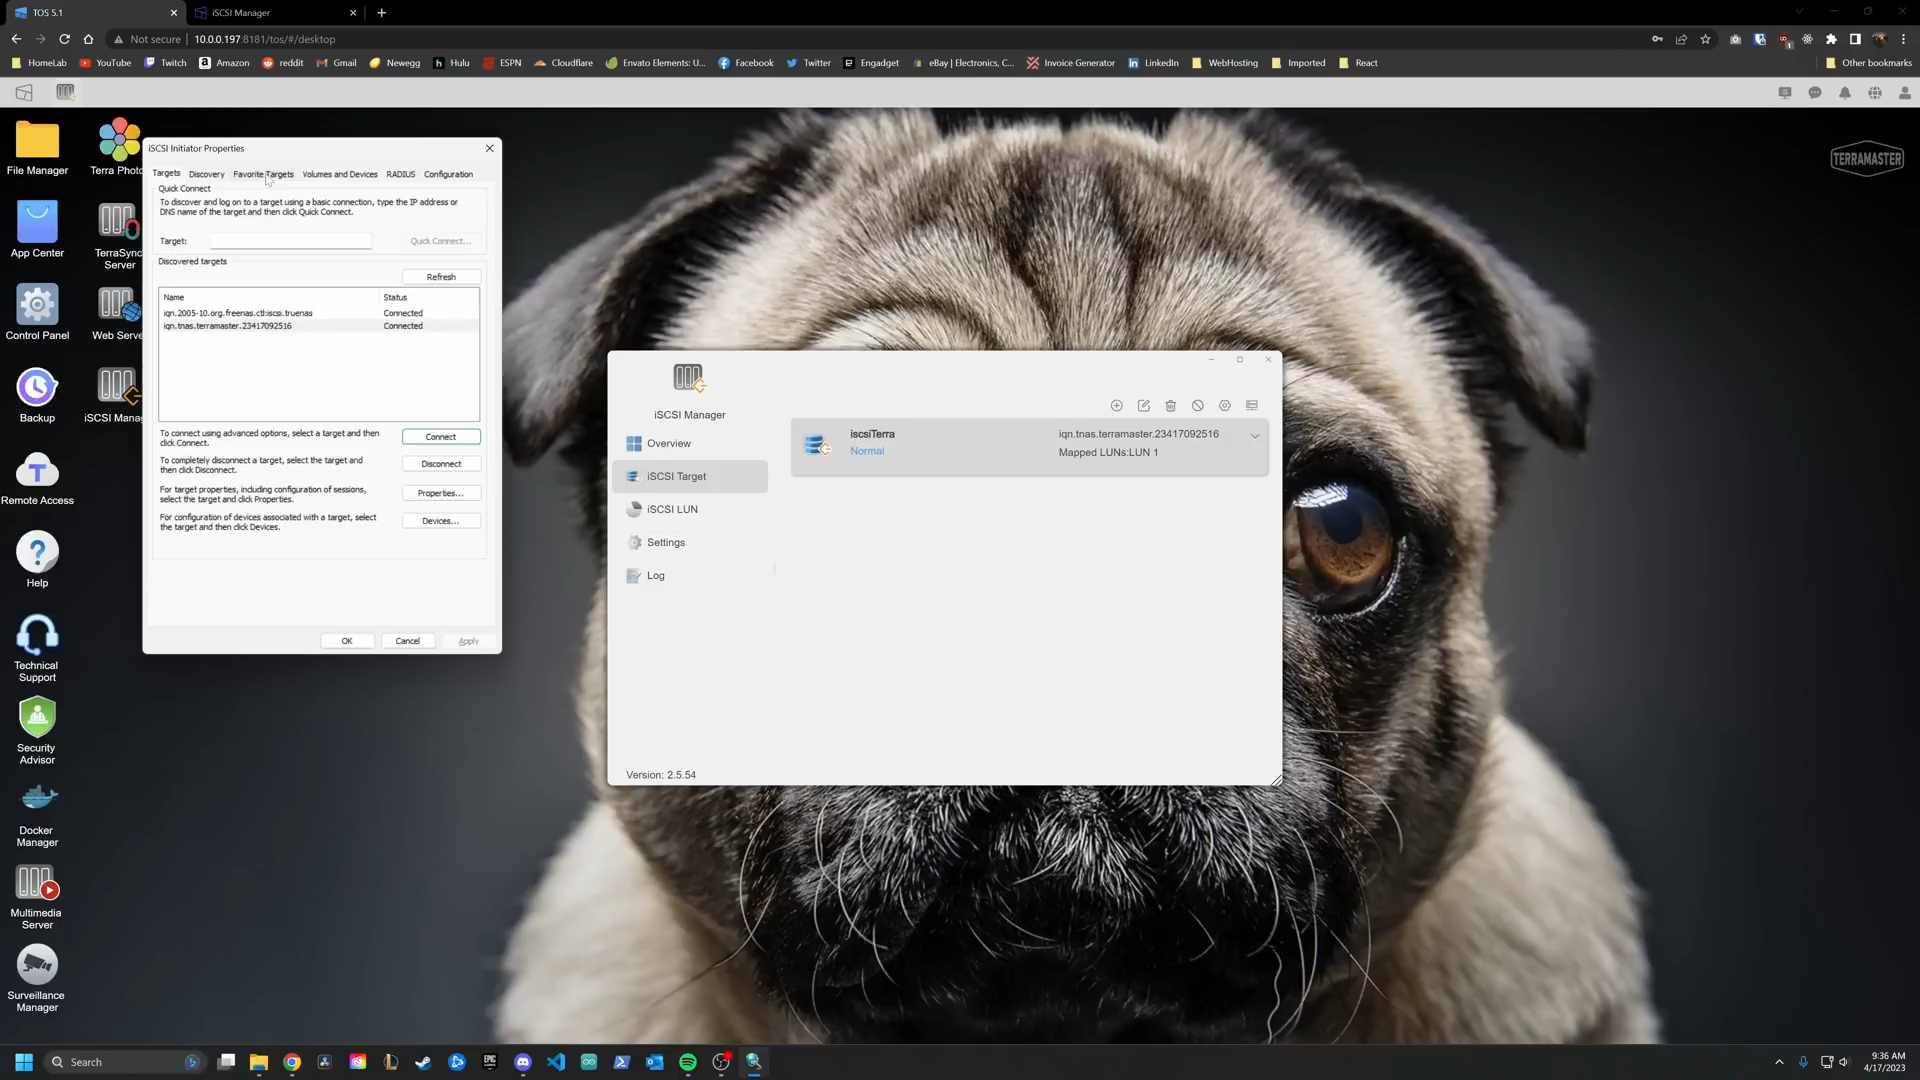 TOS 5.1
iSCSI Manager
Not secure
10.0.0.197:8181/tos/#/desktop
HomeLab
YouTube
Twitch
Amazon
reddit
Gmail
Newegg
Hulu
ESPN
Cloudflare
Envato Elements: U...
Facebook
Twitter
Engadget
eBay | Electronics, C...
Invoice Generator
LinkedIn
WebHosting
Imported
React
Other bookmarks
File Manager
Terra Photo
App Center
TerraSync
Server
Control Panel
Web Serve
Backup
iSCSI Mana
Remote Access
Help
Technical
Support
Security
Advisor
Docker
Manager
Multimedia
Server
Surveillance
Manager
TERRAMASTER
iSCSI Initiator Properties
Targets
Discovery
Favorite Targets
Volumes and Devices
RADIUS
Configuration
Quick Connect
To discover and log on to a target using a basic connection, type the IP address or
DNS name of the target and then click Quick Connect.
Target:
Quick Connect...
Discovered targets
Refresh
Name
Status
iqn.2005-10.org.freenas.ctl:iscsi.truenas
Connected
iqn.tnas.terramaster.23417092516
Connected
To connect using advanced options, select a target and then
click Connect.
Connect
To completely disconnect a target, select the target and
then click Disconnect.
Disconnect
For target properties, including configuration of sessions,
select the target and click Properties.
Properties...
For configuration of devices associated with a target, select
the target and then click Devices.
Devices...
OK
Cancel
Apply
iSCSI Manager
Overview
iSCSI Target
iSCSI LUN
Settings
Log
Version: 2.5.54
iscsiTerra
Normal
iqn.tnas.terramaster.23417092516
Mapped LUNs:LUN 1
Search
EPIC
9:36 AM
4/17/2023